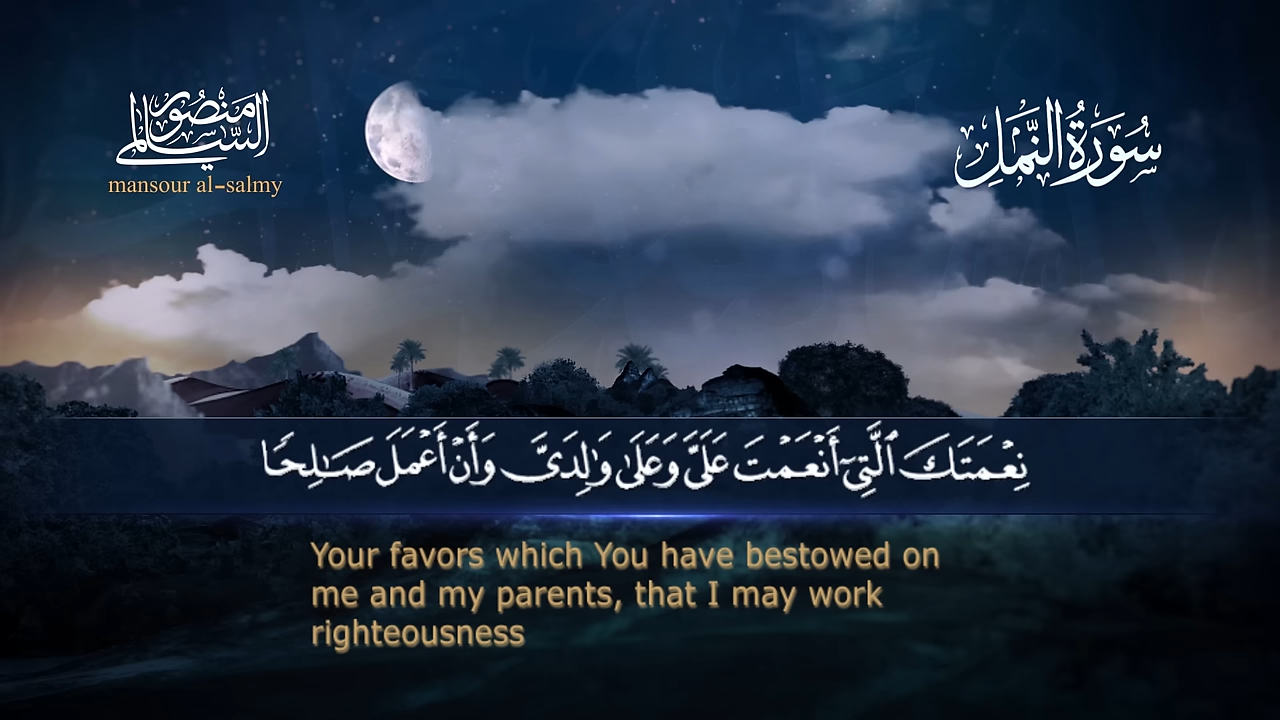 منصور
السالمي
mansour al-salmy
سُورَةُ النَّمْلِ
نِعْمَتَكَ ٱلَّتِىٓ أَنْعَمْتَ عَلَىَّ وَعَلَىٰ وَٰلِدَىَّ وَأَنْ أَعْمَلَ صَـٰلِحًا
Your favors which You have bestowed on
me and my parents, that I may work
righteousness